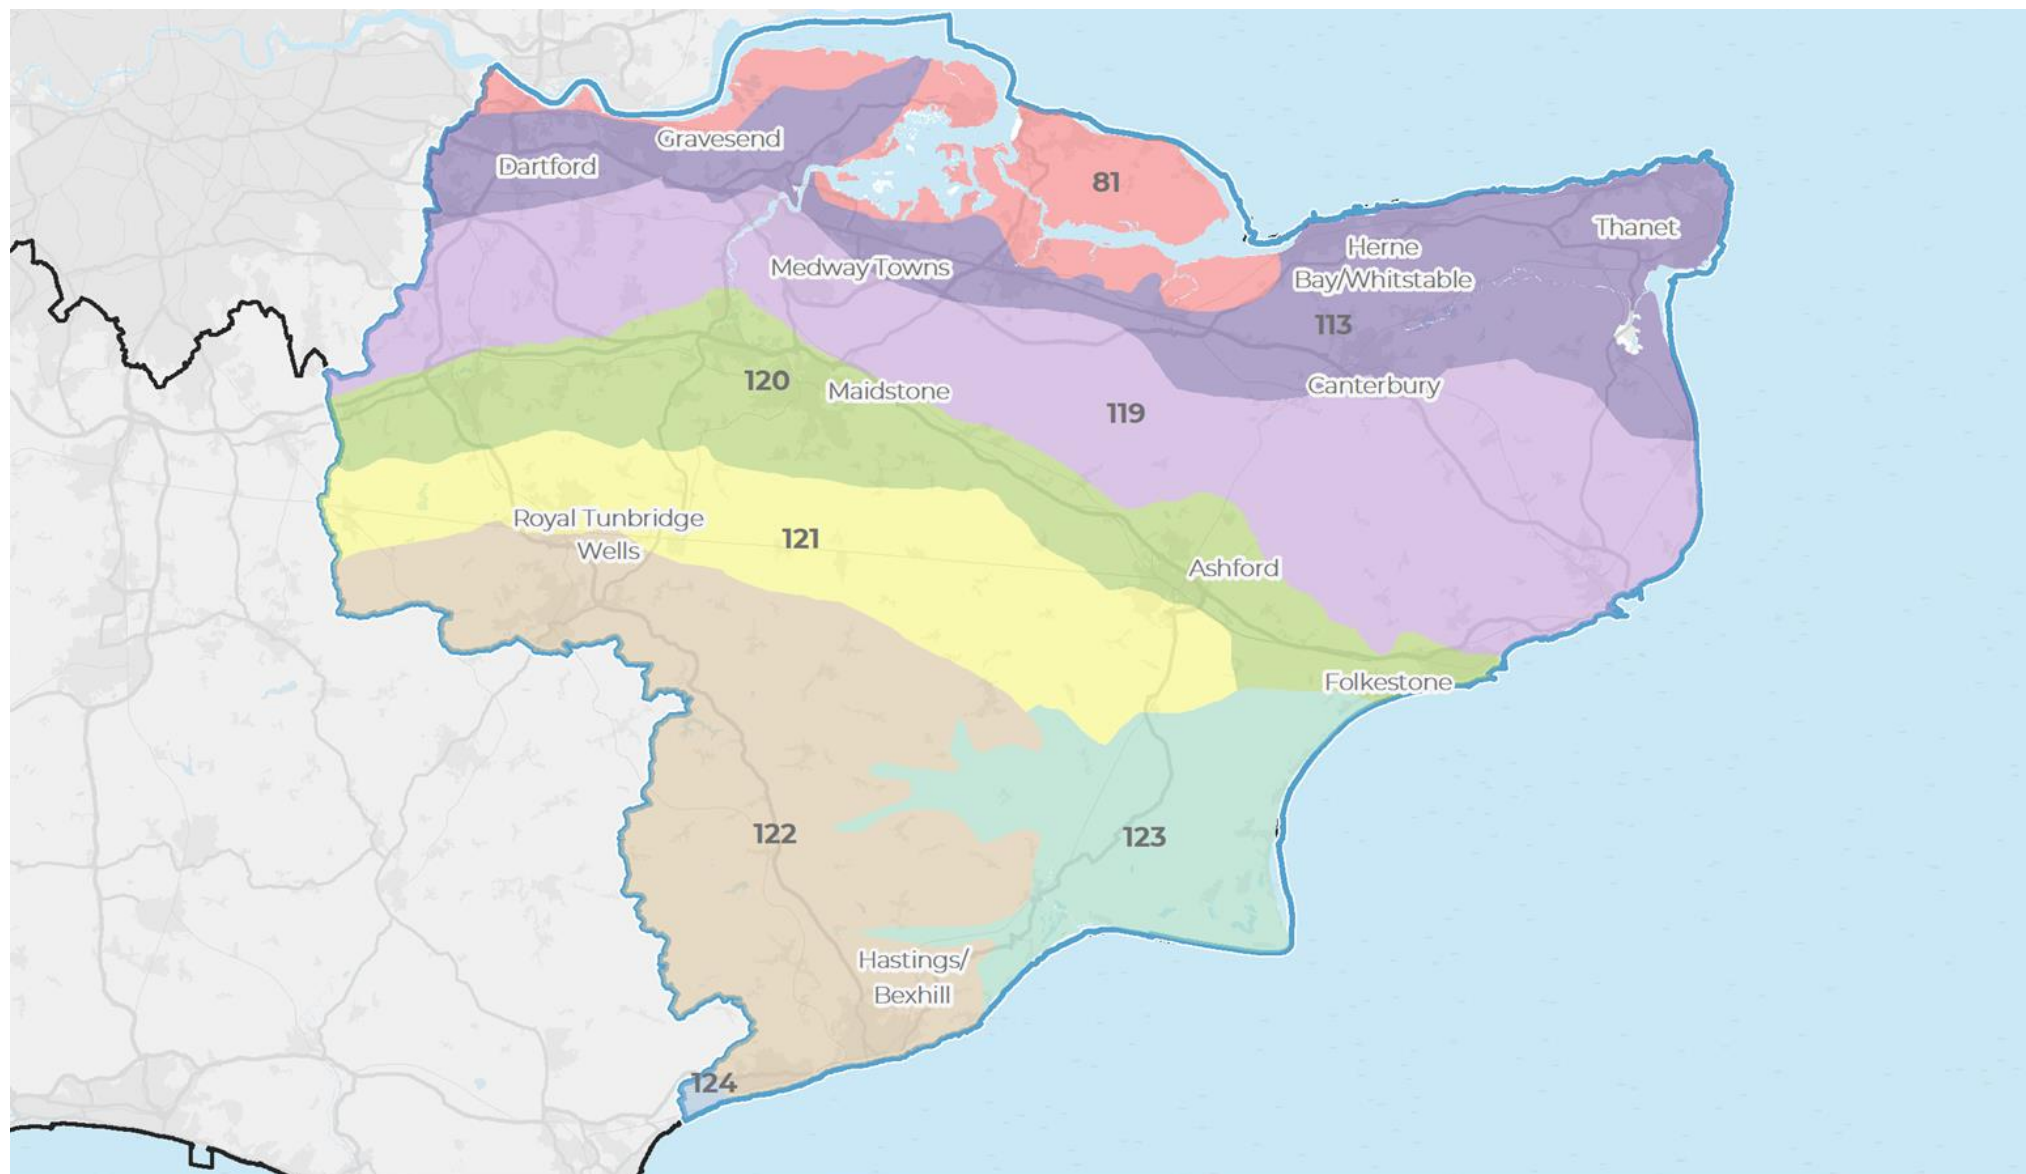 Gravesend
Dartford
81
Thanet
Herne
Bay/Whitstable
Medway Towns
113
120
Maidstone
Canterbury
119
Royal Tunbridge
Wells
121
Ashford
Folkestone
122
123
Hastings/
Bexhill
124